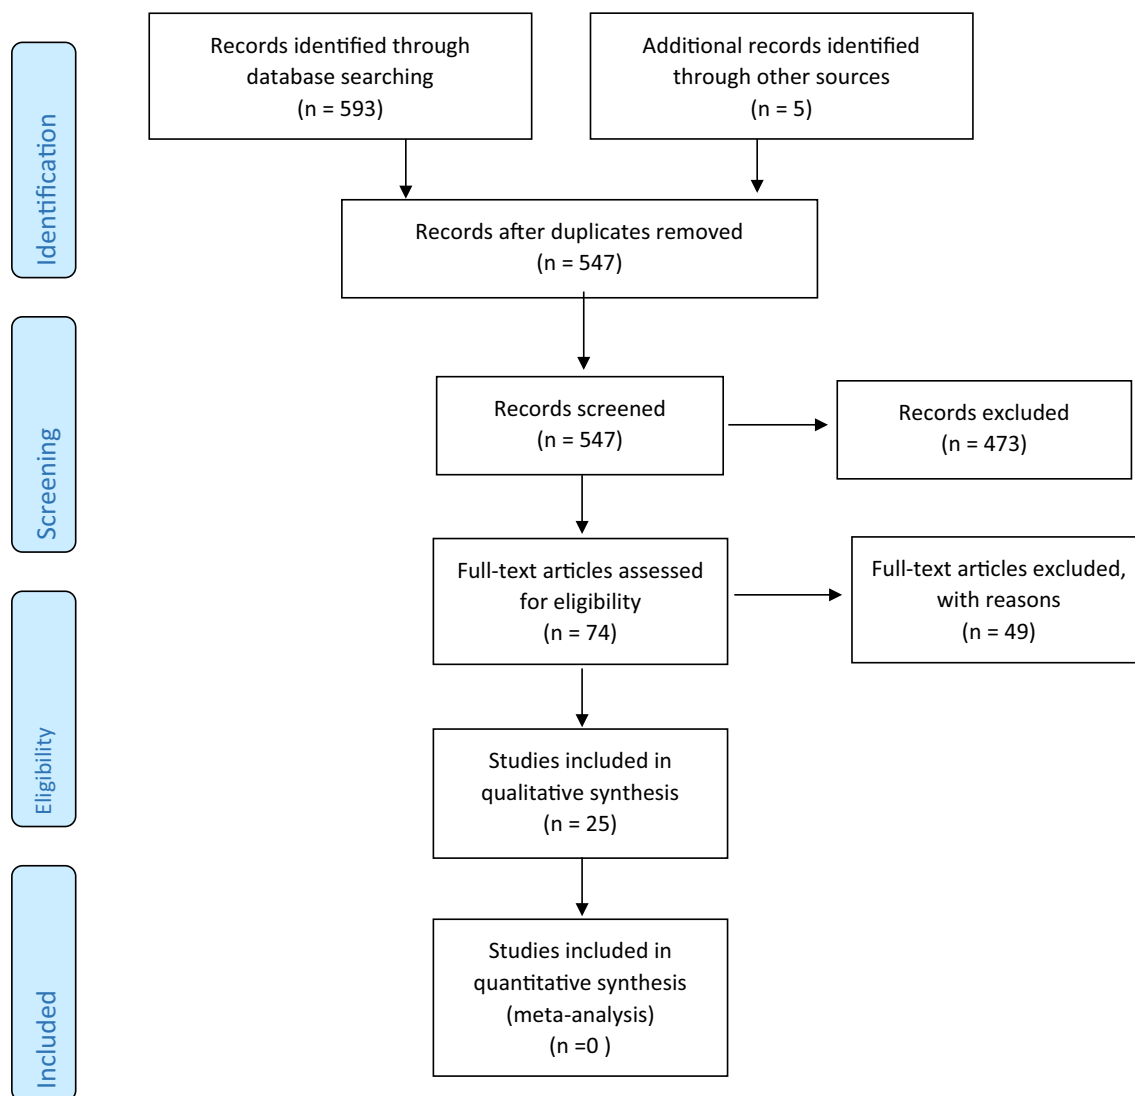 Identification
Records identified through
database searching
(n = 593)
Additional records identified
through other sources
(n = 5)
Records after duplicates removed
(n = 547)
Screening
Records screened
(n = 547)
Records excluded
(n = 473)
Full-text articles assessed
for eligibility
(n = 74)
Full-text articles excluded,
with reasons
(n = 49)
Eligibility
Studies included in
qualitative synthesis
(n = 25)
Included
Studies included in
quantitative synthesis
(meta-analysis)
(n =0 )